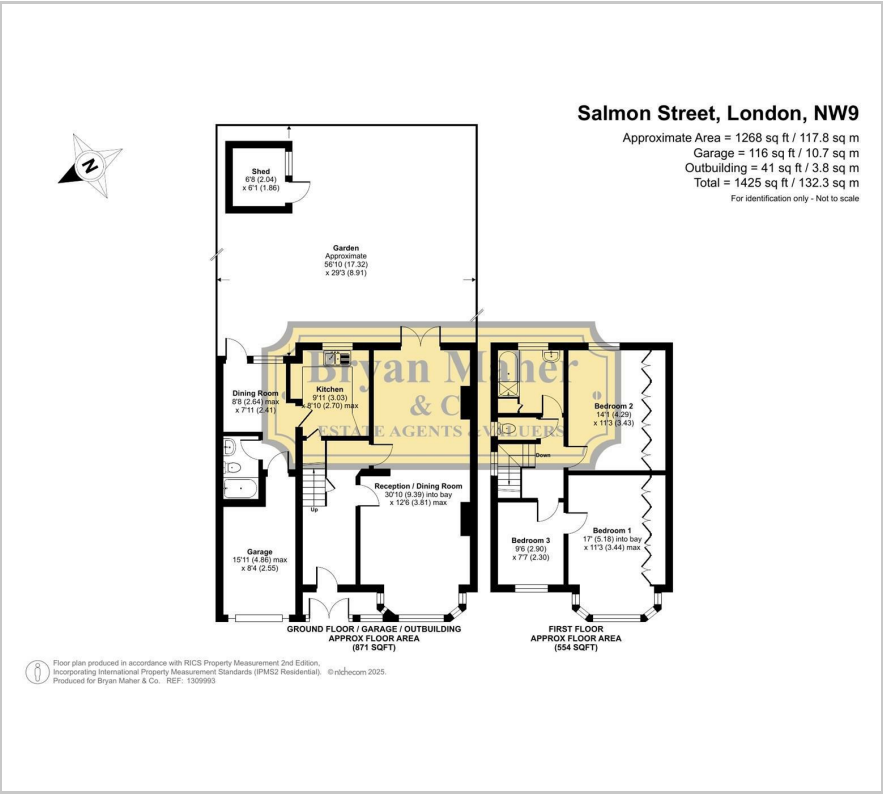 Salmon Street, London, NW9
Approximate Area = 1268 sq ft / 117.8 sq m
Garage = 116 sq ft / 10.7 sq m
Outbuilding = 41 sq ft / 3.8 sq m
Total = 1425 sq ft / 132.3 sq m
For identification only - Not to scale
N
Shed
6'8 (2.04)
x 6'1 (1.86)
Garden
Approximate
56'10 (17.32)
x 29'3 (8.91)
Bryan Maher
& Co
ESTATE AGENTS & VALUERS
Dining Room
8'8 (2.64) max
x 7'11 (2.41)
Kitchen
9'11 (3.03)
x 8'10 (2.70) max
Reception / Dining Room
30'10 (9.39) into bay
x 12'6 (3.81) max
Up
Garage
15'11 (4.86) max
x 8'4 (2.55)
Bedroom 2
14'1 (4.29)
x 11'3 (3.43)
Down
Bedroom 3
9'6 (2.90)
x 7'7 (2.30)
Bedroom 1
17' (5.18) into bay
x 11'3 (3.44) max
GROUND FLOOR / GARAGE / OUTBUILDING
APPROX FLOOR AREA
(871 SQFT)
FIRST FLOOR
APPROX FLOOR AREA
(554 SQFT)
Floor plan produced in accordance with RICS Property Measurement 2nd Edition,
Incorporating International Property Measurement Standards (IPMS2 Residential). © nichecom 2025.
Produced for Bryan Maher & Co. REF: 1309993